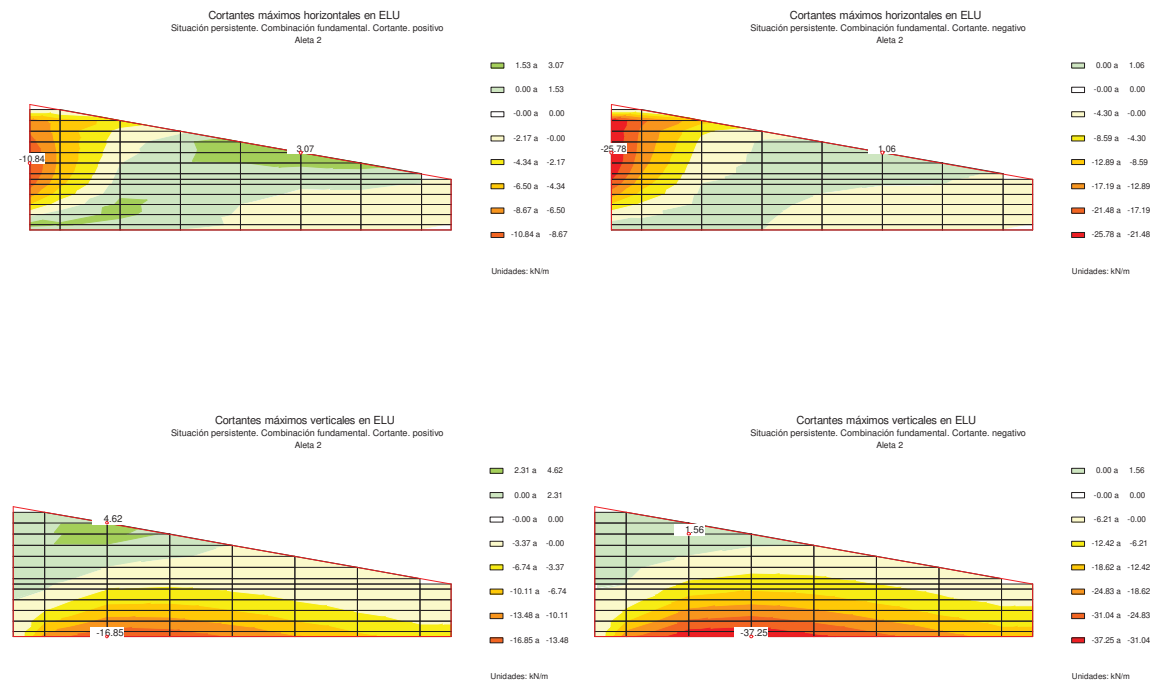 Cortantes máximos horizontales en ELU
Situación persistente. Combinación fundamental. Cortante. positivo
Aleta 2
1.53 a 3.07
0.00 a 1.53
-0.00 a 0.00
-2.17 a -0.00
-4.34 a -2.17
-6.50 a -4.34
-8.67 a -6.50
-10.84 a -8.67
Unidades: kN/m
3.07
-10.84
Cortantes máximos horizontales en ELU
Situación persistente. Combinación fundamental. Cortante. negativo
Aleta 2
0.00 a 1.06
-0.00 a 0.00
-4.30 a -0.00
-8.59 a -4.30
-12.89 a -8.59
-17.19 a -12.89
-21.48 a -17.19
-25.78 a -21.48
Unidades: kN/m
-25.78
1.06
Cortantes máximos verticales en ELU
Situación persistente. Combinación fundamental. Cortante. positivo
Aleta 2
2.31 a 4.62
0.00 a 2.31
-0.00 a 0.00
-3.37 a -0.00
-6.74 a -3.37
-10.11 a -6.74
-13.48 a -10.11
-16.85 a -13.48
Unidades: kN/m
4.62
-16.85
Cortantes máximos verticales en ELU
Situación persistente. Combinación fundamental. Cortante. negativo
Aleta 2
0.00 a 1.56
-0.00 a 0.00
-6.21 a -0.00
-12.42 a -6.21
-18.62 a -12.42
-24.83 a -18.62
-31.04 a -24.83
-37.25 a -31.04
Unidades: kN/m
1.56
-37.25